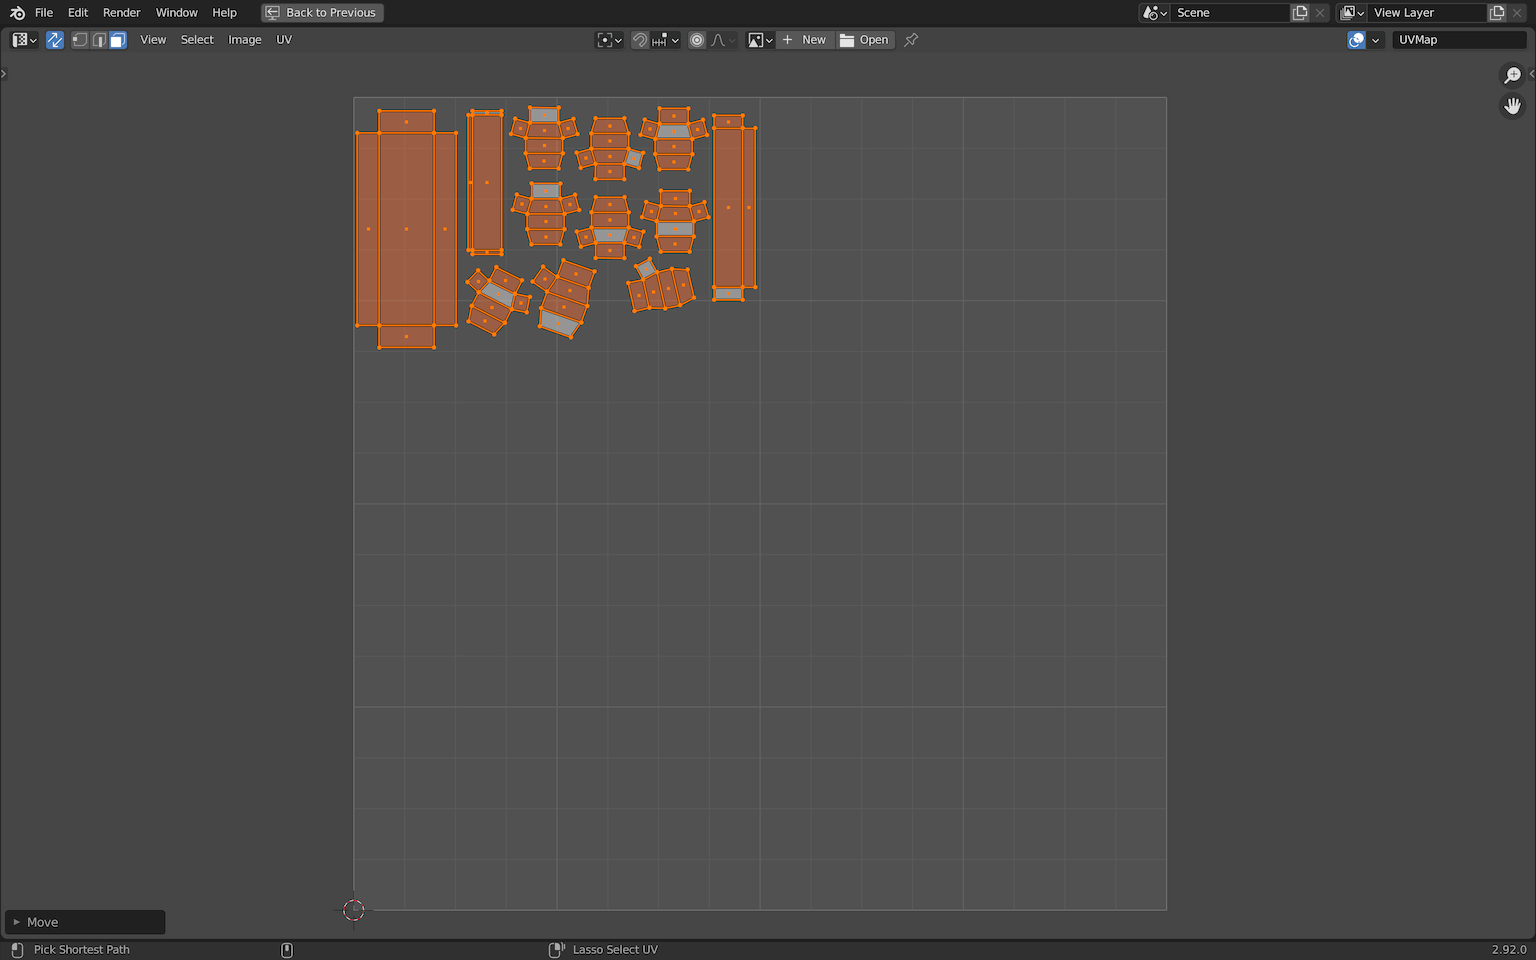 File Edit Render Window Help Back to Previous Scene View Layer
View Select Image UV New Open UVMap
Move
Pick Shortest Path Lasso Select UV 2.92.0